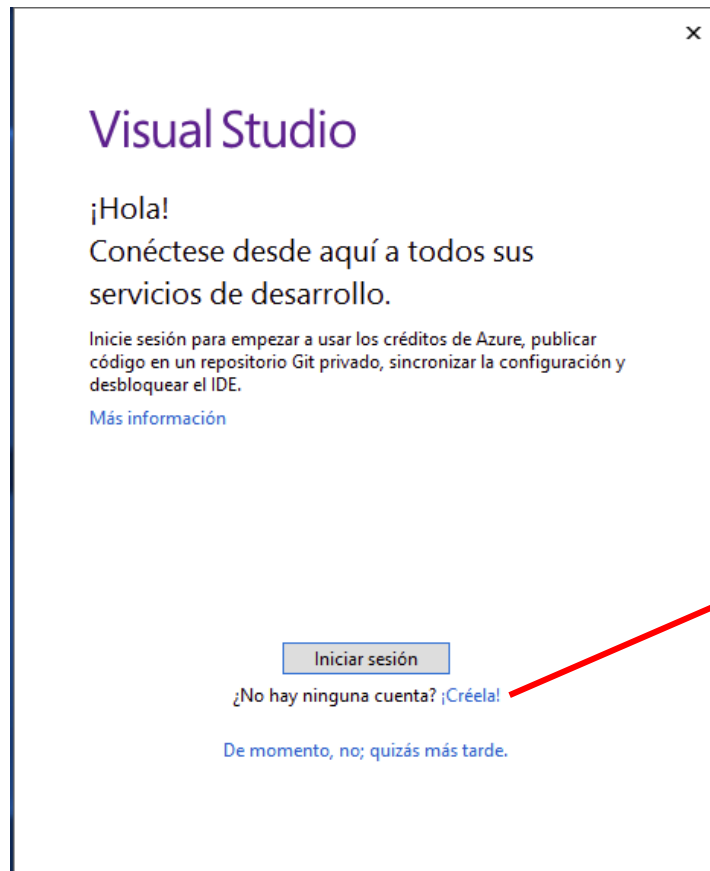 Visual Studio
¡Hola!
Conéctese desde aquí a todos sus
servicios de desarrollo.
Inicie sesión para empezar a usar los créditos de Azure, publicar
código en un repositorio Git privado, sincronizar la configuración y
desbloquear el IDE.
Más información
Iniciar sesión
¿No hay ninguna cuenta? ¡Créela!
De momento, no; quizás más tarde.